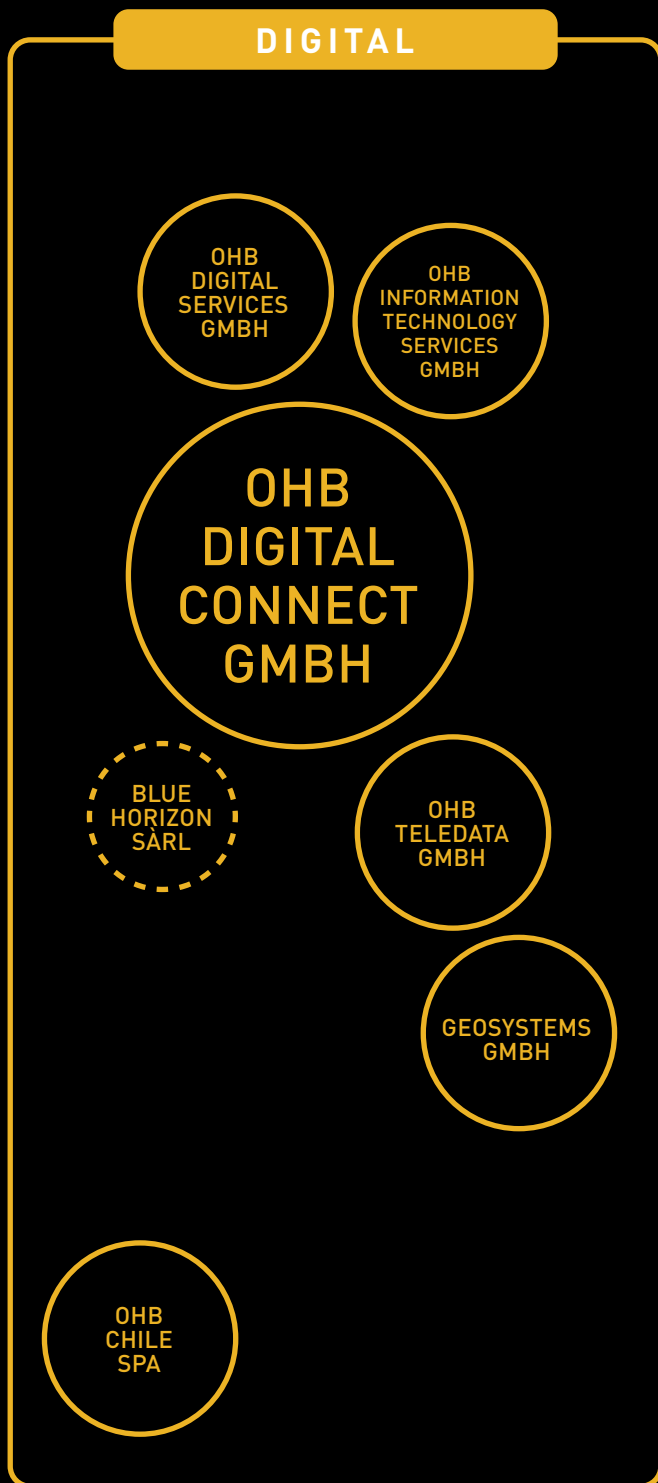 DIGITAL
OHB
DIGITAL
SERVICES
GMBH
OHB
INFORMATION
TECHNOLOGY
SERVICES
GMBH
OHB
DIGITAL
CONNECT
GMBH
BLUE
HORIZON
SÀRL
OHB
TELEDATA
GMBH
GEOSYSTEMS
GMBH
OHB
CHILE
SPA